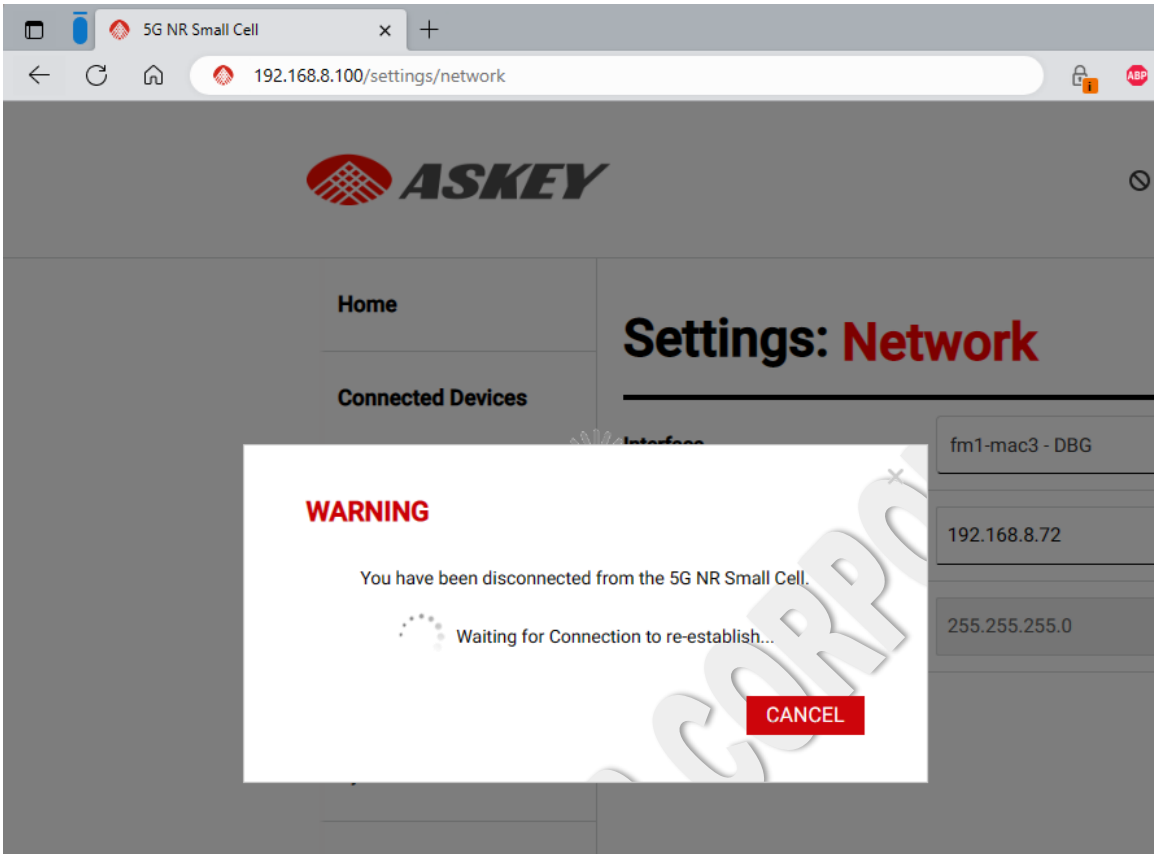 5G NR Small Cell
192.168.8.100/settings/network
ABP
ASKEY
Home
Settings: Network
Connected Devices
Interface
fm1-mac3 - DBG
WARNING
192.168.8.72
You have been disconnected from the 5G NR Small Cell.
Waiting for Connection to re-establish...
255.255.255.0
CANCEL